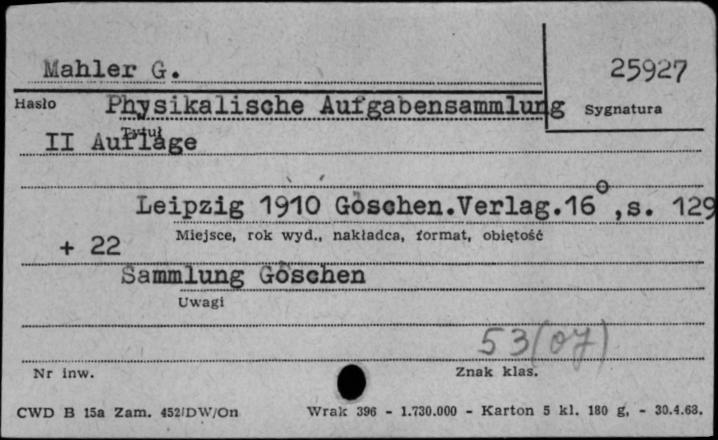 Mahler G.
25927
Hasło
Physikalische Aufgabensammlung
Sygnatura
Tytuł
II Auflage
Leipzig 1910 Göschen.Verlag.16°,s. 129
Miejsce, rok wyd., nakładca, format, objętość
+ 22
Sammlung Göschen
Uwagi
53(07)
Nr inw.
Znak klas.
CWD B 15a Zam. 452/DW/On
Wrak 396 - 1.730.000 - Karton 5 kl. 180 g. - 30.4.63.